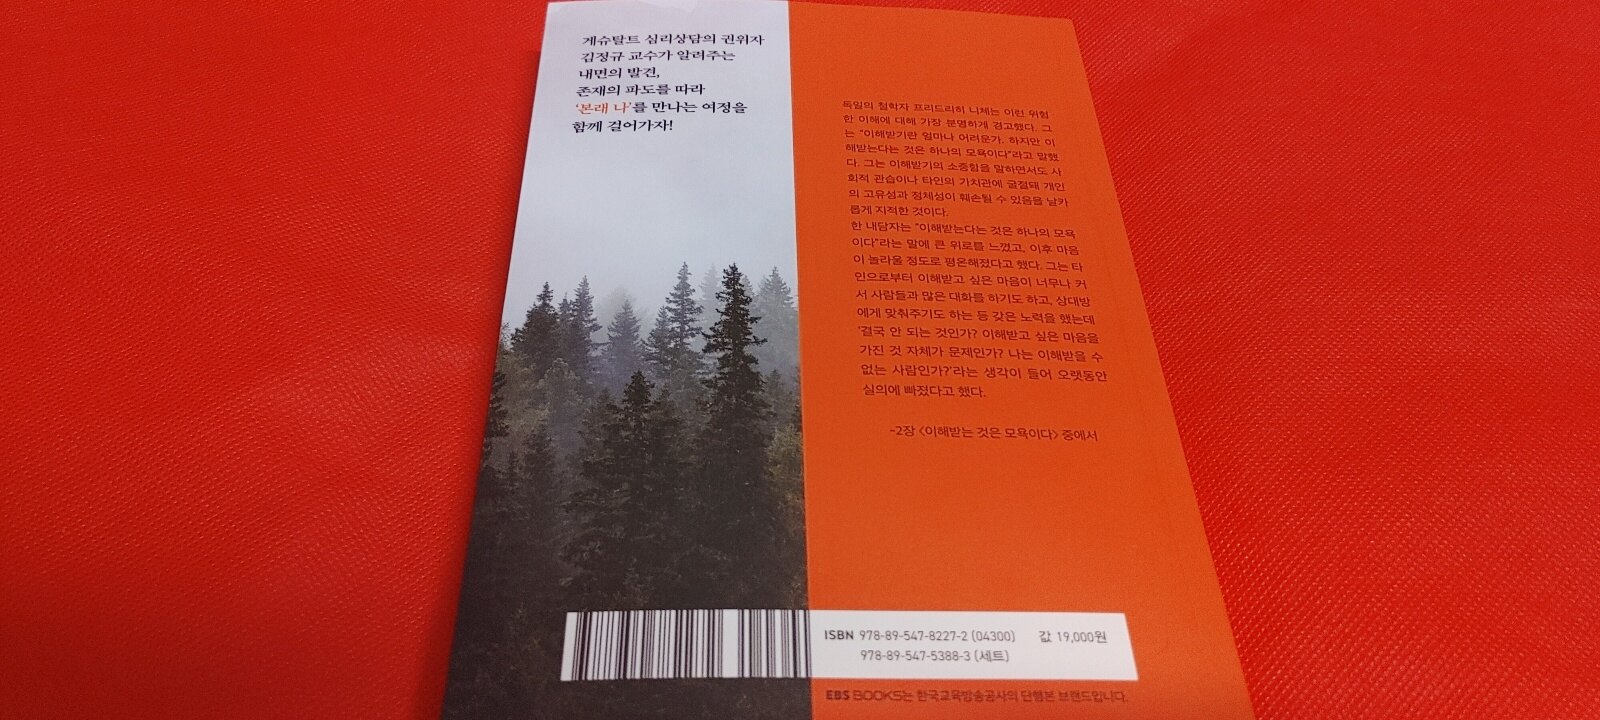 게슈탈트 심리상담의 권위자
김정규 교수가 알려주는
내면의 발견,
존재의 파도를 따라
‘본래 나’를 만나는 여정을
함께 걸어가자!
독일의 철학자 프리드리히 니체는 이런 위험
한 이해에 대해 가장 분명하게 경고했다. 그
는 “이해받기란 얼마나 어려운가. 하지만 이
해받는다는 것은 하나의 모욕이다”라고 말했
다. 그는 이해받기의 소중함을 말하면서도 사
회적 관습이나 타인의 가치관에 굴절돼 개인
의 고유성과 정체성이 훼손될 수 있음을 날카
롭게 지적한 것이다.
한 내담자는 “이해받는다는 것은 하나의 모욕
이다”라는 말에 큰 위로를 느꼈고, 이후 마음
이 놀라울 정도로 평온해졌다고 했다. 그는 타
인으로부터 이해받고 싶은 마음이 너무나 커
서 사람들과 많은 대화를 하기도 하고, 상대방
에게 맞춰주기도 하는 등 갖은 노력을 했는데
‘결국 안 되는 것인가? 이해받고 싶은 마음을
가진 것 자체가 문제인가? 나는 이해받을 수
없는 사람인가?’라는 생각이 들어 오랫동안
실의에 빠졌다고 했다.
-2장 <이해받는 것은 모욕이다> 중에서
ISBN 978-89-547-8227-2 (04300) 값 19,000원
978-89-547-5388-3 (세트)
EBS BOOKS는 한국교육방송공사의 단행본 브랜드입니다.